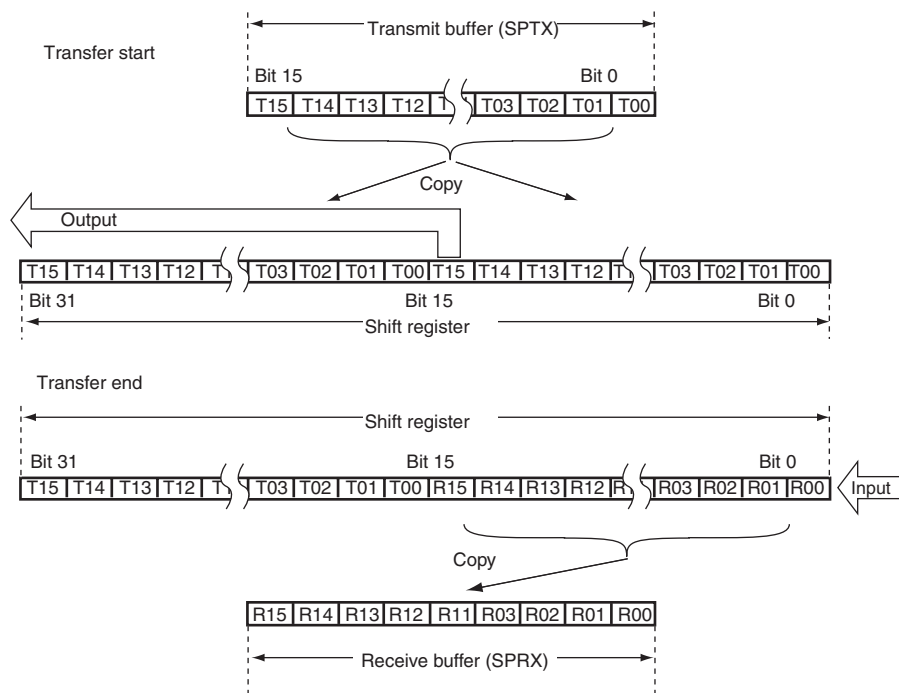 Transmit buffer (SPTX)
Transfer start
Bit 15 Bit 0
T15 T14 T13 T12 T03 T02 T01 T00
Copy
Output
T15 T14 T13 T12 T03 T02 T01 T00 T15 T14 T13 T12 T03 T02 T01 T00
Bit 31 Bit 15 Bit 0
Shift register
Transfer end
Shift register
Bit 31 Bit 15 Bit 0
T15 T14 T13 T12 T03 T02 T01 T00 R15 R14 R13 R12 R03 R02 R01 R00
Input
Copy
R15 R14 R13 R12 R11 R03 R02 R01 R00
Receive buffer (SPRX)